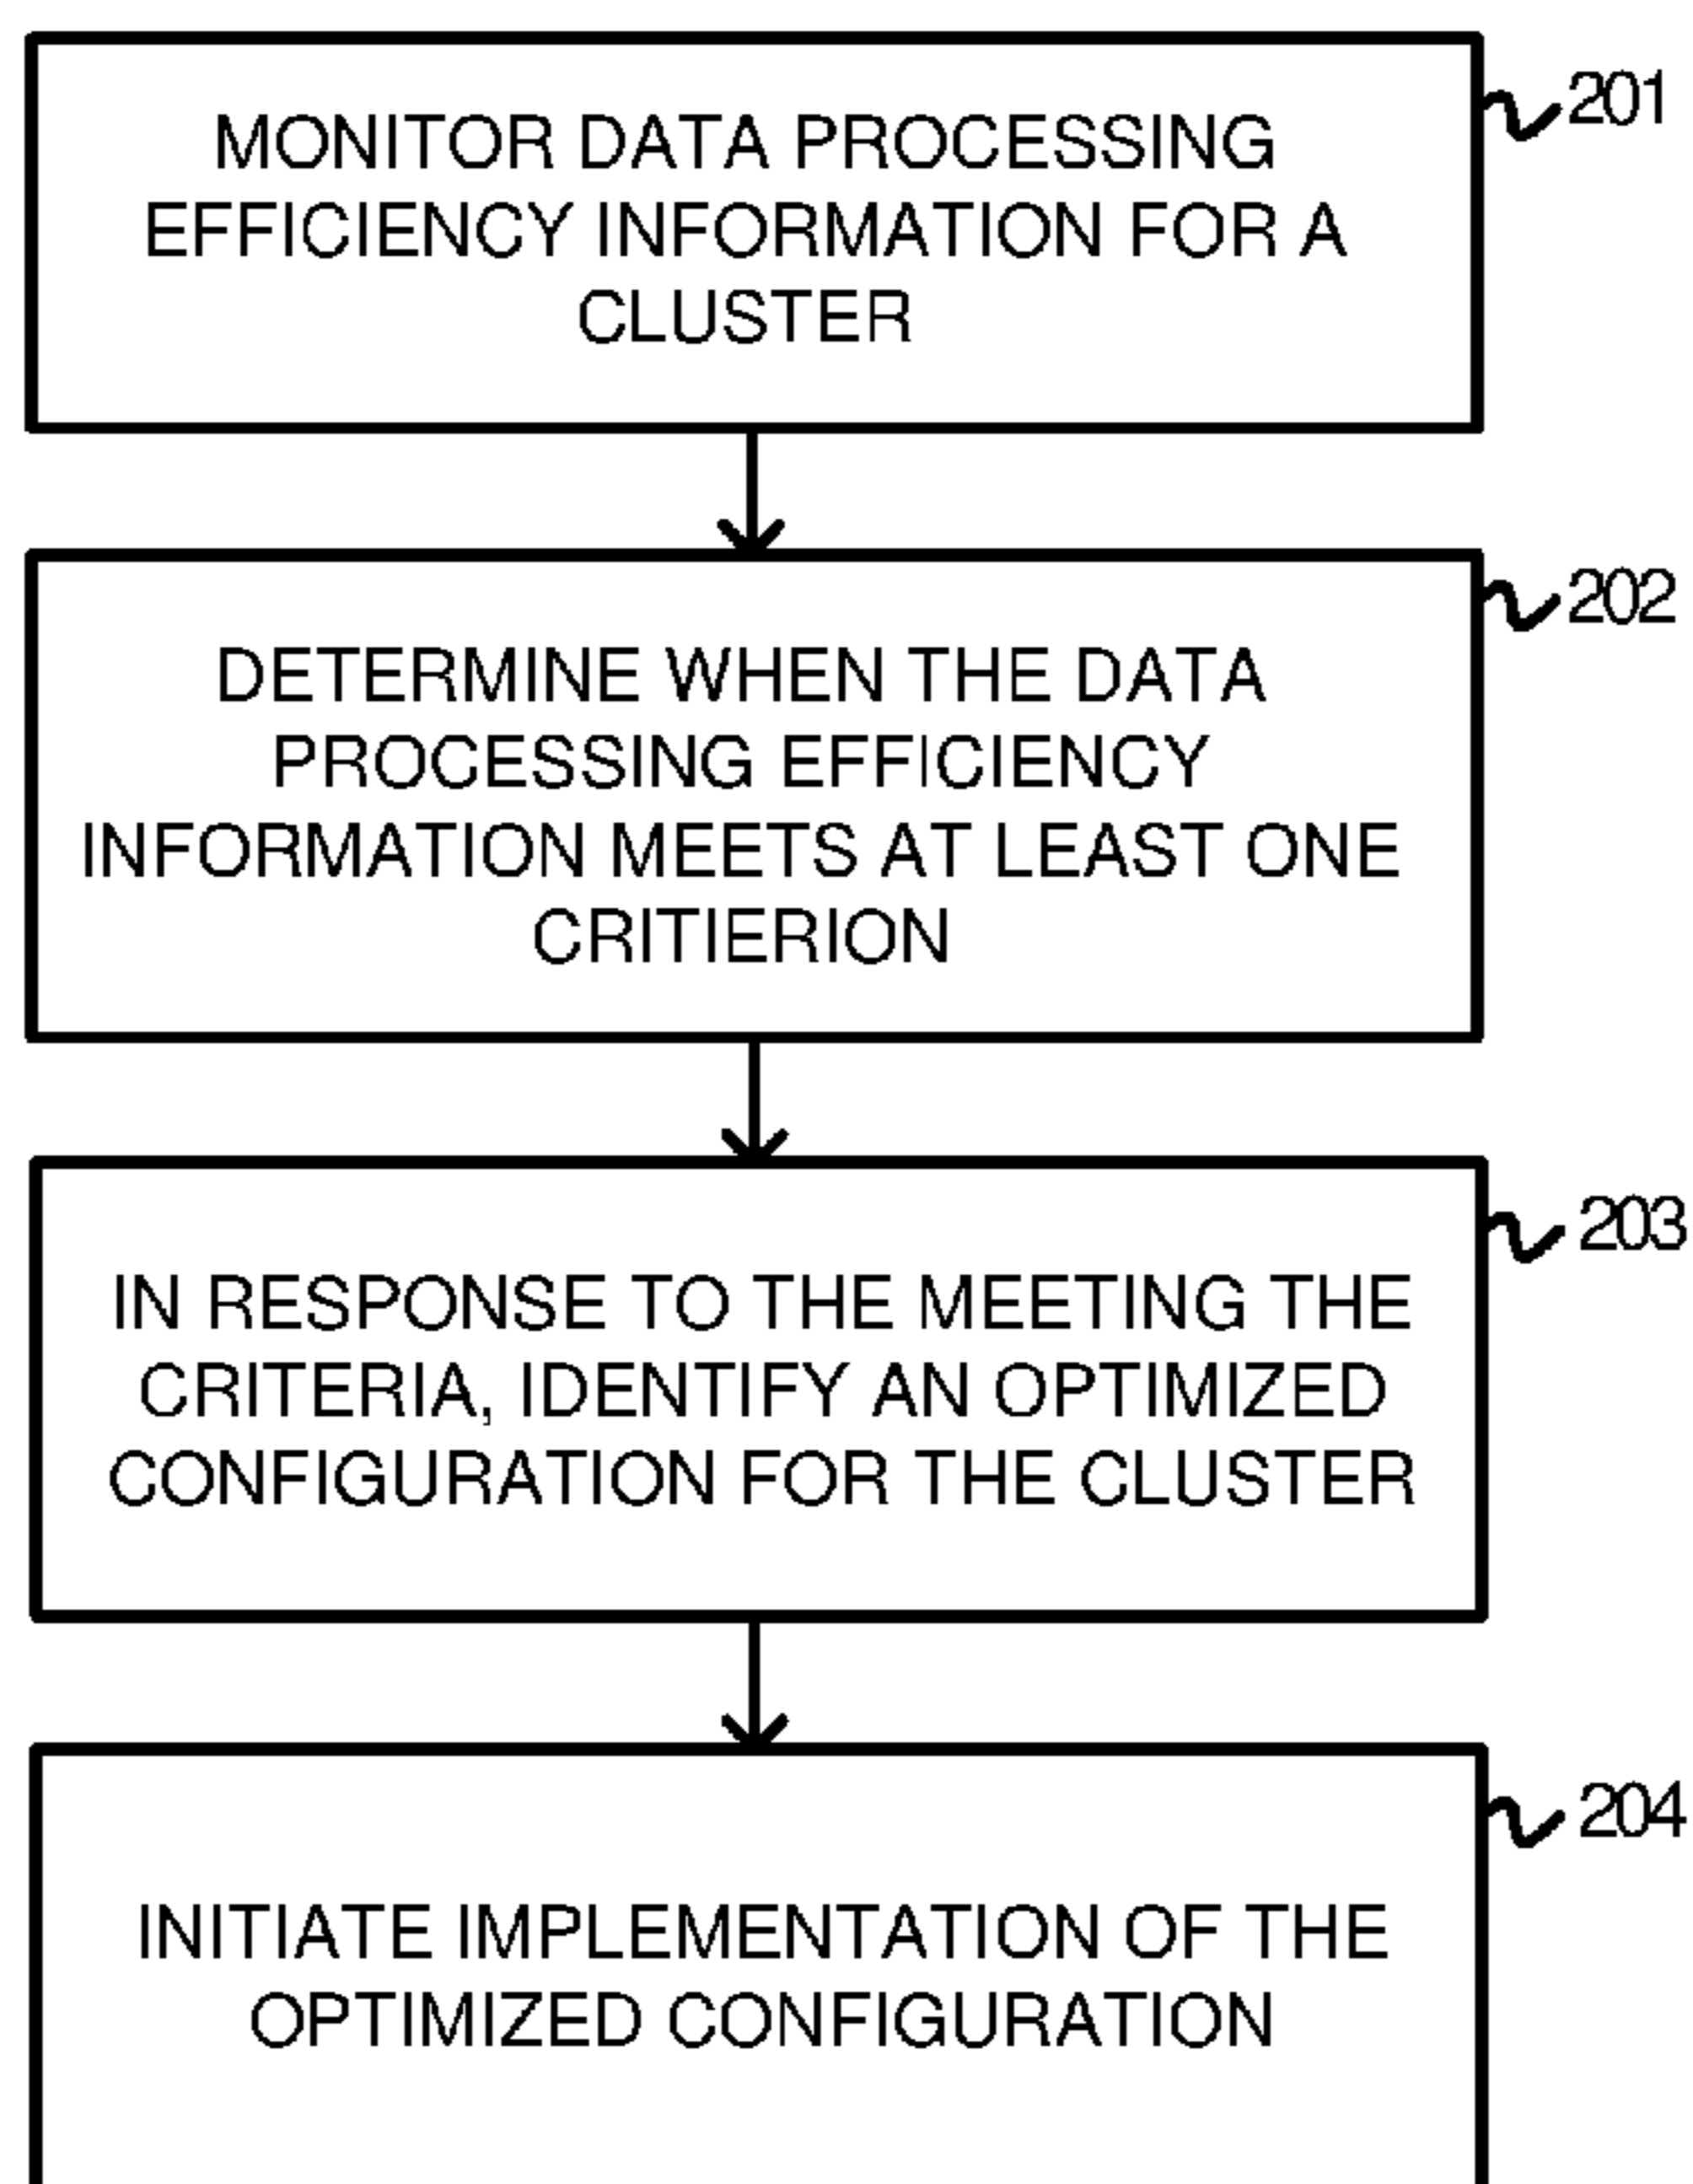 MONITOR DATA PROCESSING
EFFICIENCY INFORMATION FOR A
CLUSTER
201
DETERMINE WHEN THE DATA
PROCESSING EFFICIENCY
INFORMATION MEETS AT LEAST ONE
CRITIERION
202
IN RESPONSE TO THE MEETING THE
CRITERIA, IDENTIFY AN OPTIMIZED
CONFIGURATION FOR THE CLUSTER
203
INITIATE IMPLEMENTATION OF THE
OPTIMIZED CONFIGURATION
204